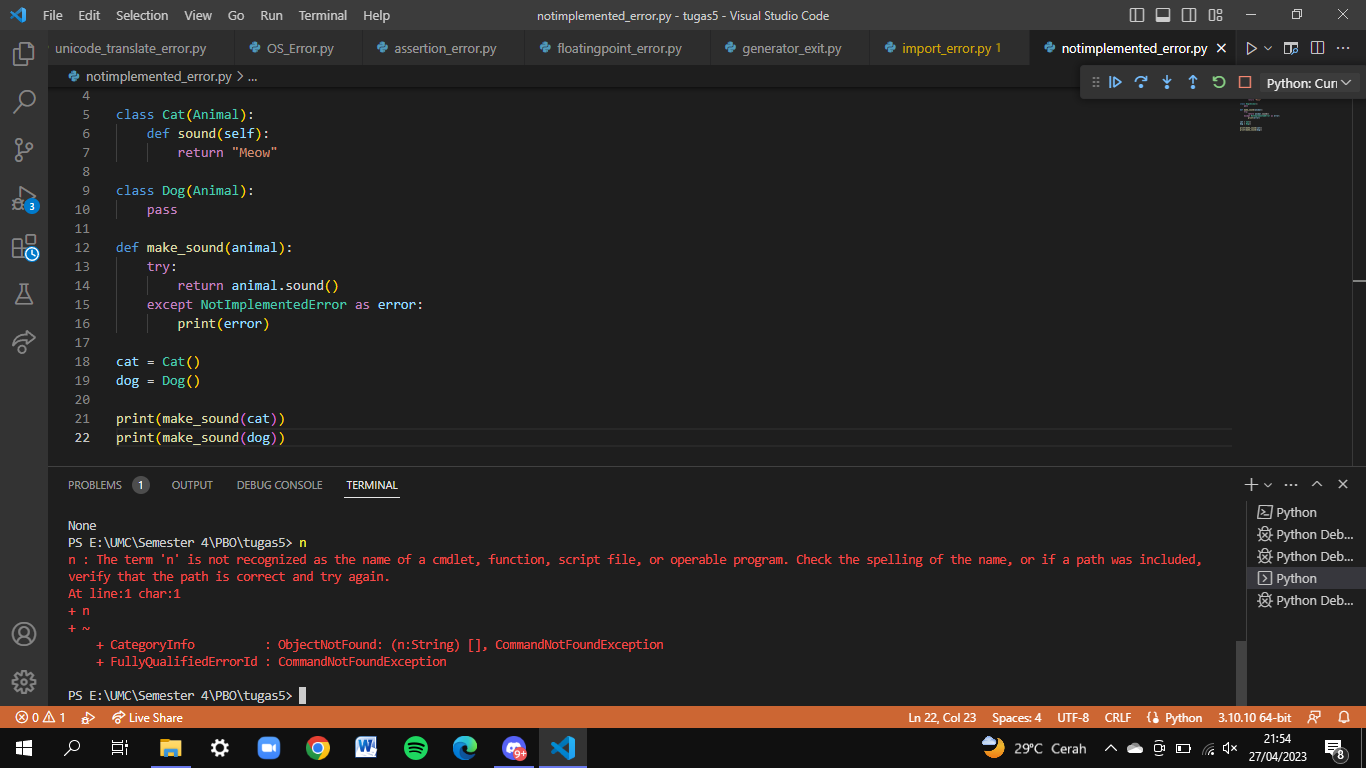 File Edit Selection View Go Run Terminal Help
notimplemented_error.py - tugas5 - Visual Studio Code
unicode_translate_error.py OS_Error.py assertion_error.py floatingpoint_error.py generator_exit.py import_error.py 1 notimplemented_error.py
notimplemented_error.py > ...
Python: Curr
4
5 class Cat(Animal):
6 def sound(self):
7 return "Meow"
8
9 class Dog(Animal):
10 pass
11
12 def make_sound(animal):
13 try:
14 return animal.sound()
15 except NotImplementedError as error:
16 print(error)
17
18 cat = Cat()
19 dog = Dog()
20
21 print(make_sound(cat))
22 print(make_sound(dog))
3
PROBLEMS 1 OUTPUT DEBUG CONSOLE TERMINAL
None
PS E:\UMC\Semester 4\PBO\tugas5> n
n : The term 'n' is not recognized as the name of a cmdlet, function, script file, or operable program. Check the spelling of the name, or if a path was included,
verify that the path is correct and try again.
At line:1 char:1
+ n
+ ~
+ CategoryInfo : ObjectNotFound: (n:String) [], CommandNotFoundException
+ FullyQualifiedErrorId : CommandNotFoundException
PS E:\UMC\Semester 4\PBO\tugas5>
Python
Python Deb...
Python Deb...
Python
Python Deb...
0 1 Live Share Ln 22, Col 23 Spaces: 4 UTF-8 CRLF Python 3.10.10 64-bit
9+
29°C Cerah
21:54
27/04/2023
8